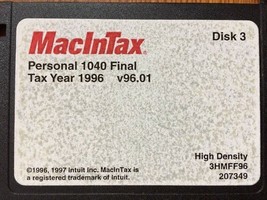 MacInTax® Disk 3
Personal 1040 Final
Tax Year 1996 v96.01
©1996, 1997 Intuit Inc. MacInTax is
a registered trademark of Intuit.
High Density
3HMFF96
207349